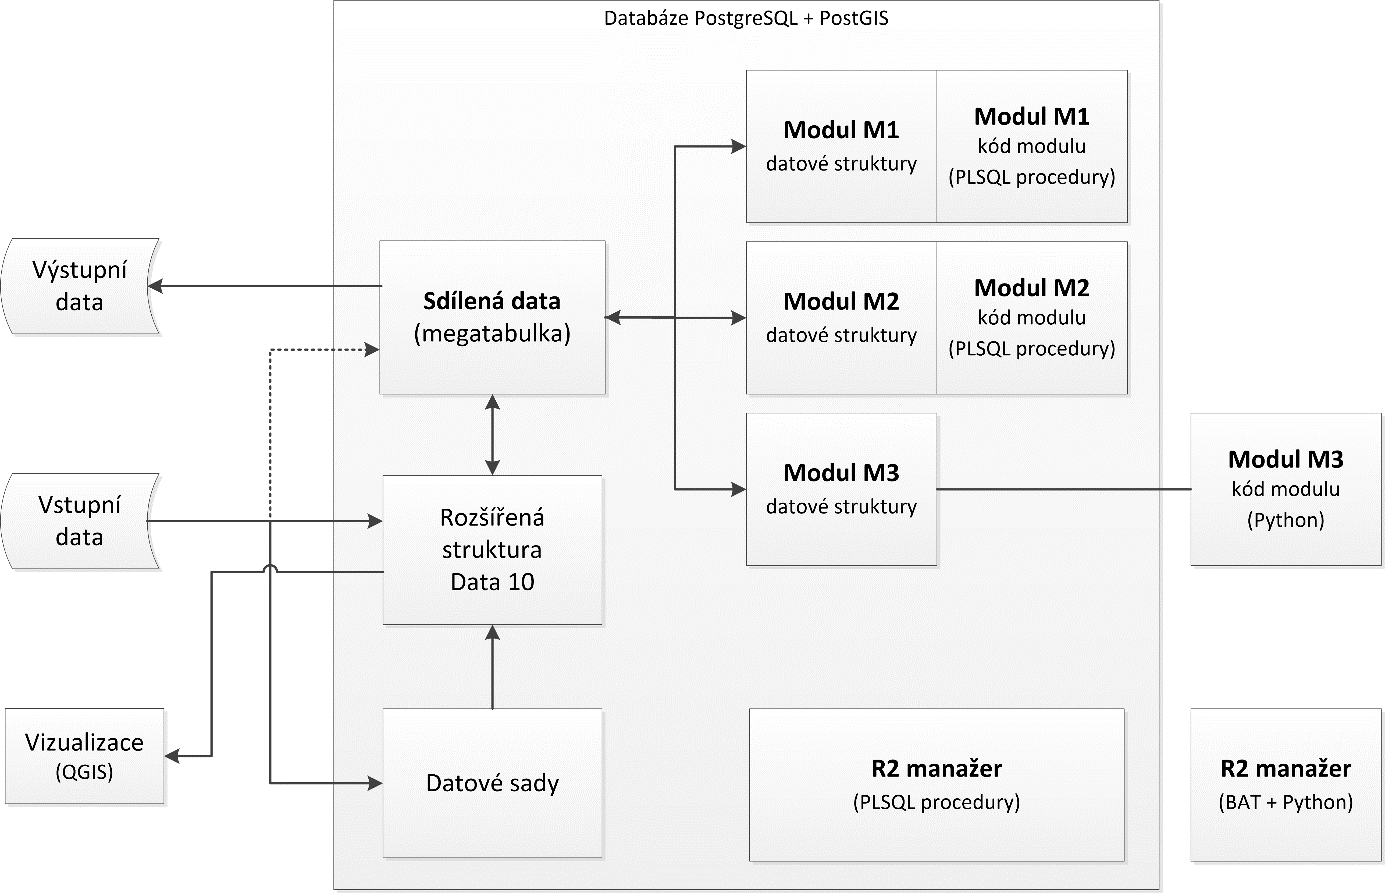 Databáze PostgreSQL + PostGIS
Modul M1
datové struktury
Modul M1
kód modulu
(PLSQL procedury)
Výstupní
data
Sdílená data
(megatabulka)
Modul M2
datové struktury
Modul M2
kód modulu
(PLSQL procedury)
Vstupní
data
Rozšířená
struktura
Data 10
Modul M3
datové struktury
Modul M3
kód modulu
(Python)
Vizualizace
(QGIS)
Datové sady
R2 manažer
(PLSQL procedury)
R2 manažer
(BAT + Python)